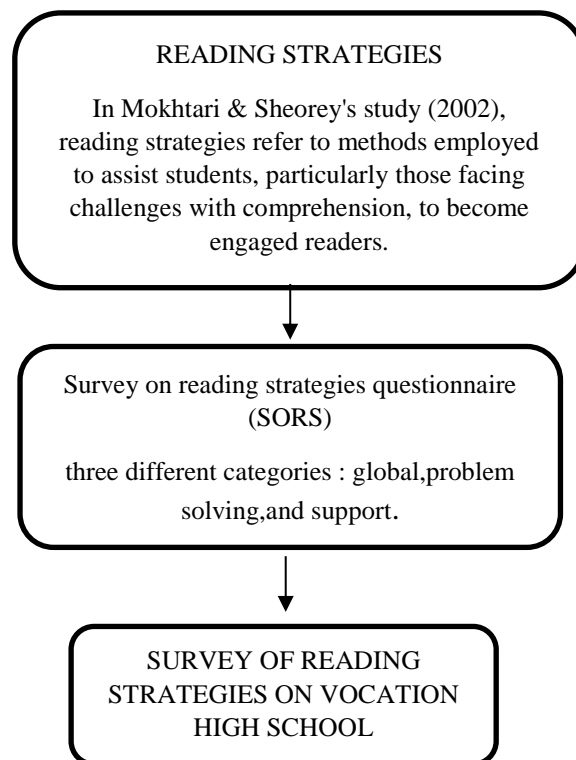 READING STRATEGIES
In Mokhtari & Sheorey's study (2002),
reading strategies refer to methods employed
to assist students, particularly those facing
challenges with comprehension, to become
engaged readers.
Survey on reading strategies questionnaire
(SORS)
three different categories : global,problem
solving,and support.
SURVEY OF READING
STRATEGIES ON VOCATION
HIGH SCHOOL